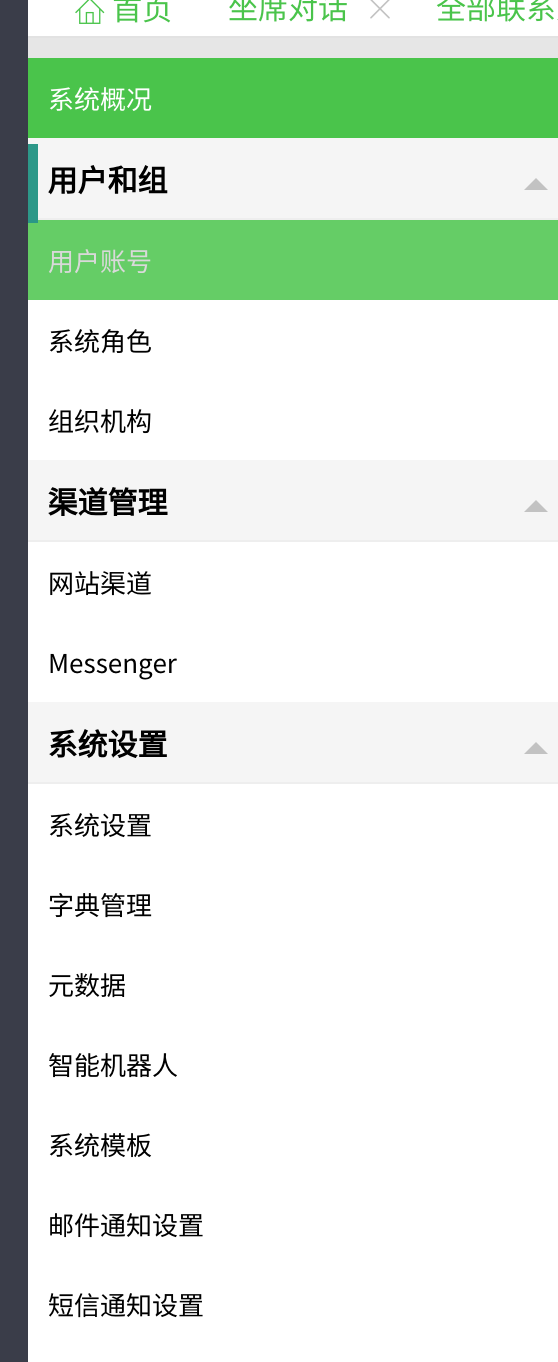 首页 坐席对话 全部联系
系统概况
用户和组
用户账号
系统角色
组织机构
渠道管理
网站渠道
Messenger
系统设置
系统设置
字典管理
元数据
智能机器人
系统模板
邮件通知设置
短信通知设置